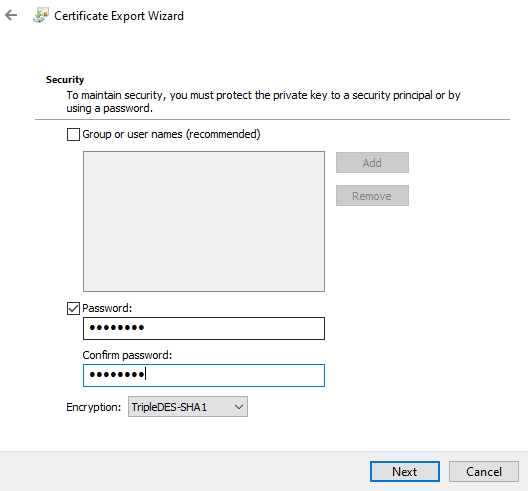 Certificate Export Wizard
Security
To maintain security, you must protect the private key to a security principal or by
using a password.
Group or user names (recommended)
Add
Remove
Password:
••••••••
Confirm password:
••••••••
Encryption: TripleDES-SHA1
Next Cancel